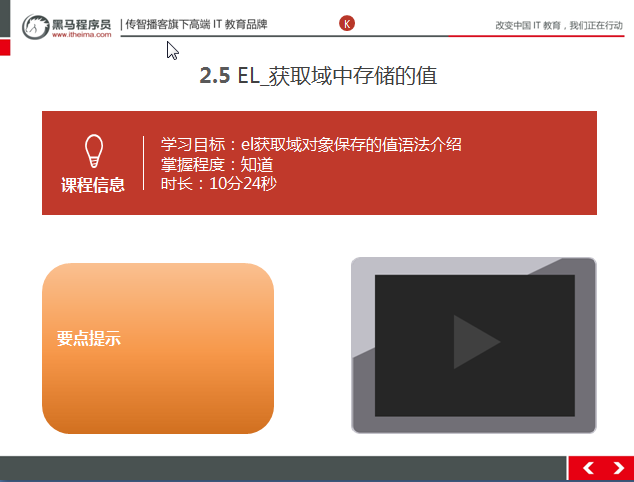 黑马程序员
www.itheima.com
传智播客旗下高端 IT 教育品牌
K
改变中国 IT 教育，我们正在行动
2.5 EL_获取域中存储的值
学习目标：el获取域对象保存的值语法介绍
掌握程度：知道
时长：10分24秒
课程信息
要点提示